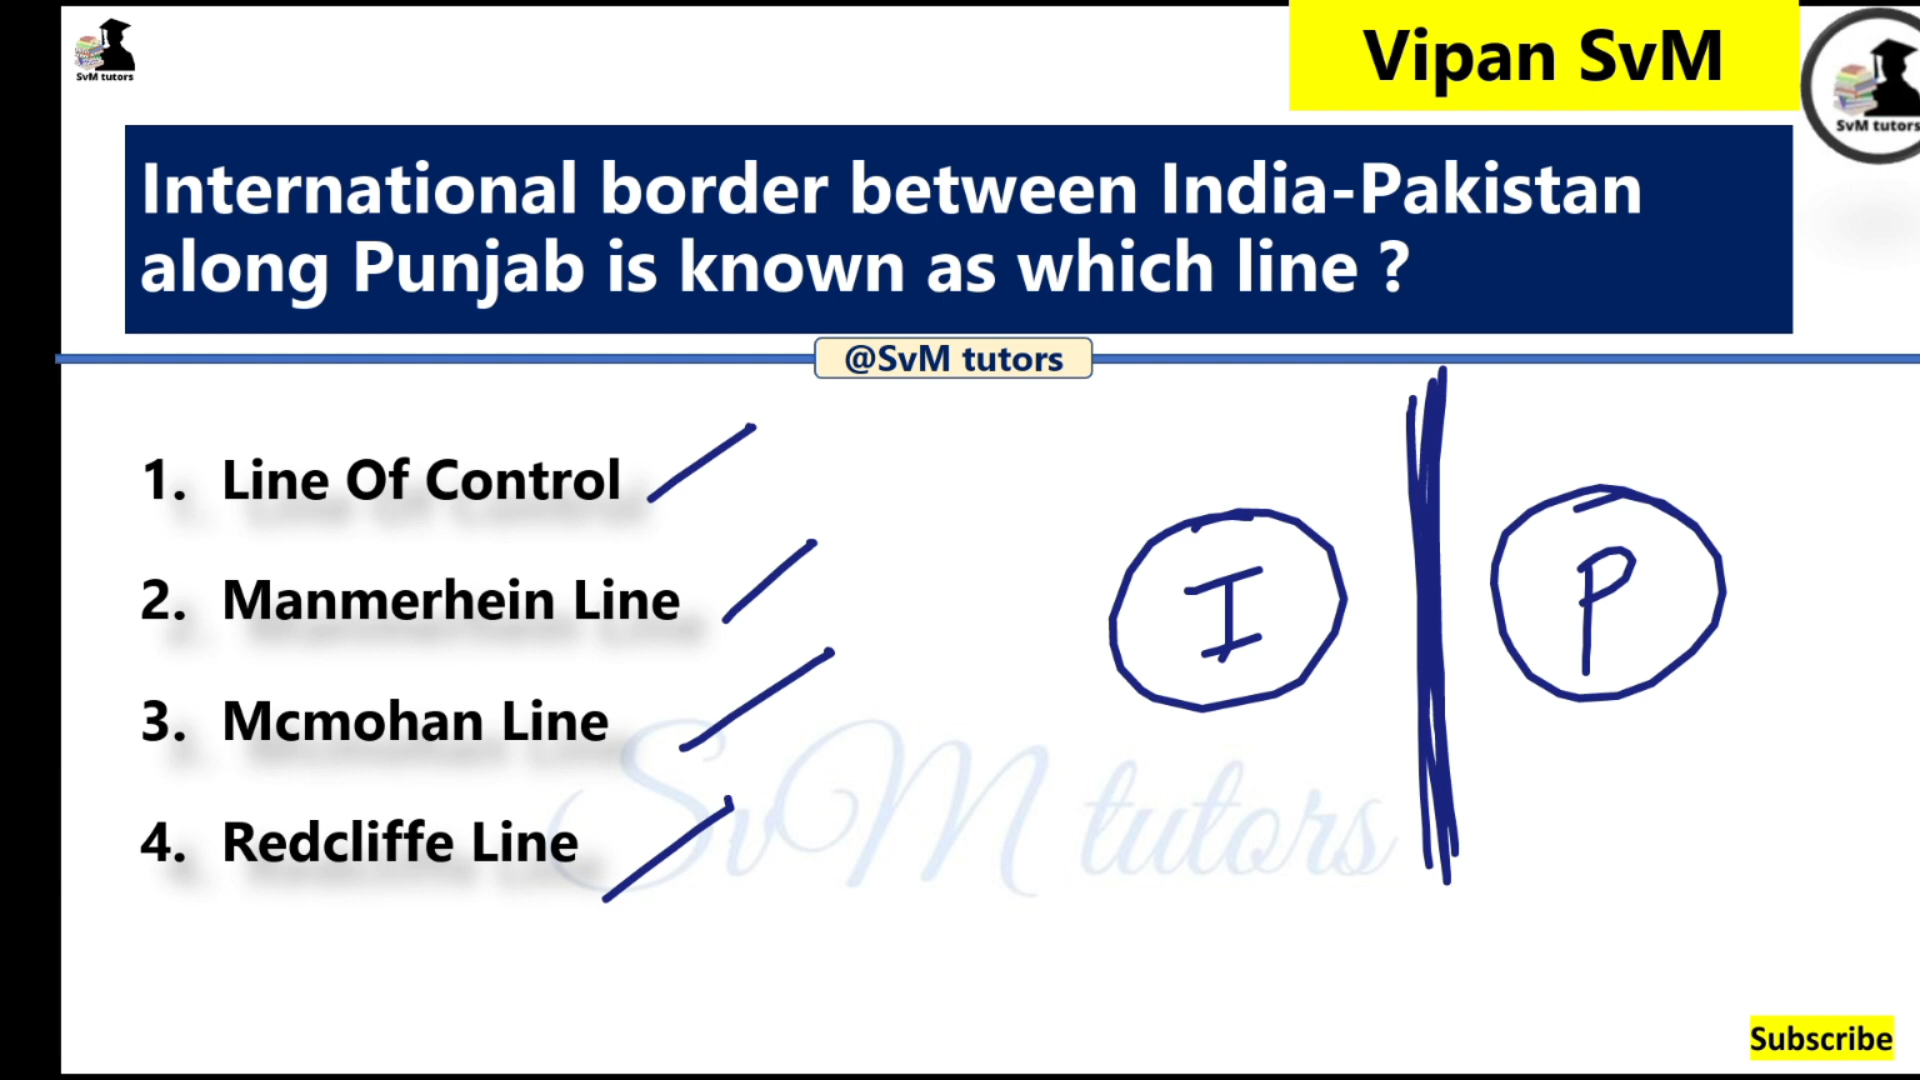 SvM tutors
Vipan SvM
SvM tutors
International border between India-Pakistan
along Punjab is known as which line ?
@SvM tutors
1. Line Of Control
2. Manmerhein Line
3. Mcmohan Line
4. Redcliffe Line
I
P
SvM tutors
Subscribe